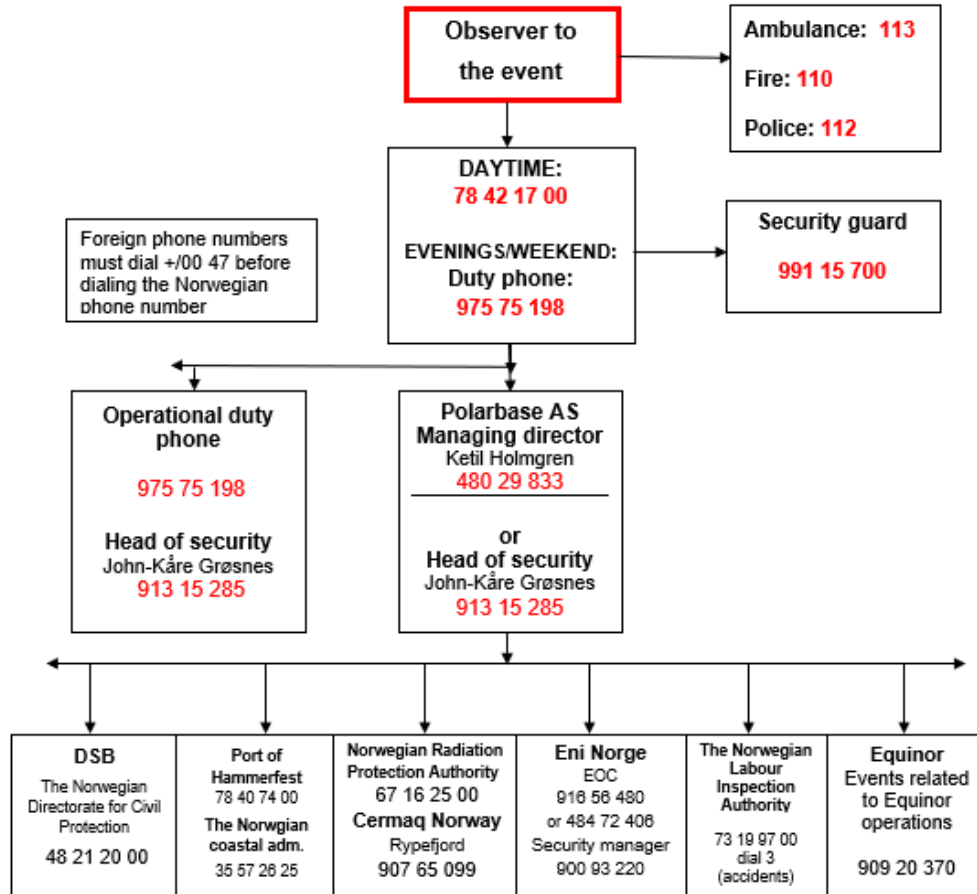 Observer to
the event
Ambulance: 113
Fire: 110
Police: 112
DAYTIME:
78 42 17 00
EVENINGS/WEEKEND:
Duty phone:
975 75 198
Security guard
991 15 700
Foreign phone numbers
must dial +/00 47 before
dialing the Norwegian
phone number
Operational duty
phone
975 75 198
Head of security
John-Kåre Grøsnes
913 15 285
Polarbase AS
Managing director
Ketil Holmgren
480 29 833
or
Head of security
John-Kåre Grøsnes
913 15 285
DSB
The Norwegian
Directorate for Civil
Protection
48 21 20 00
Port of
Hammerfest
78 40 74 00
The Norwgian
coastal adm.
35 57 26 25
Norwegian Radiation
Protection Authority
67 16 25 00
Cermaq Norway
Rypefjord
907 65 099
Eni Norge
EOC
916 56 480
or 484 72 406
Security manager
900 93 220
The Norwegian
Labour
Inspection
Authority
73 19 97 00
dial 3
(accidents)
Equinor
Events related
to Equinor
operations
909 20 370